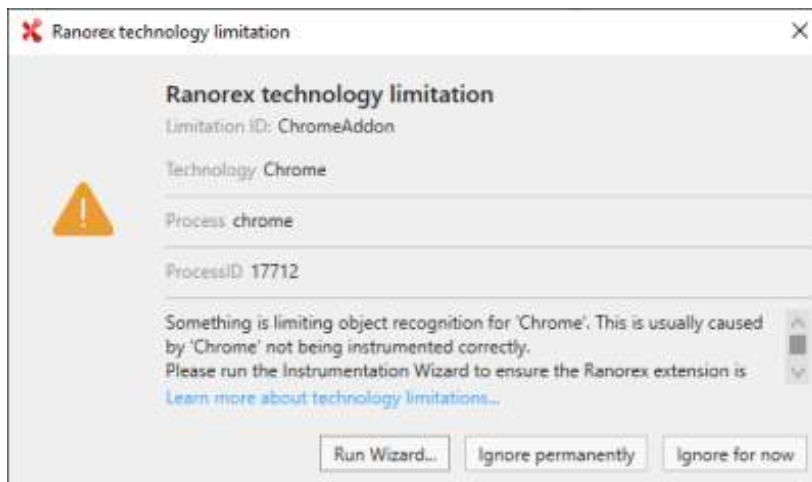 Ranorex technology limitation
Ranorex technology limitation
Limitation ID: ChromeAddon
Technology Chrome
Process chrome
ProcessID 17712
Something is limiting object recognition for 'Chrome'. This is usually caused
by 'Chrome' not being instrumented correctly.
Please run the Instrumentation Wizard to ensure the Ranorex extension is
Learn more about technology limitations...
Run Wizard... Ignore permanently Ignore for now